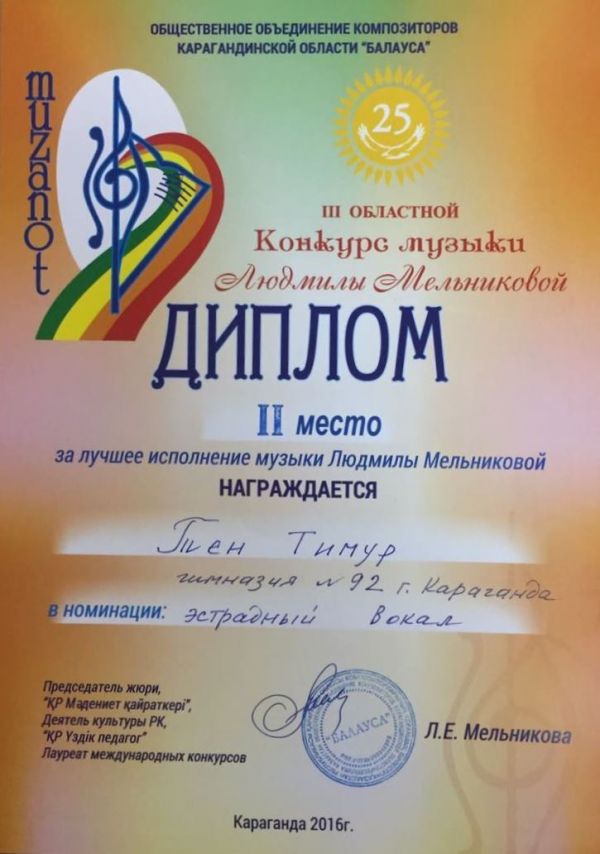 ОБЩЕСТВЕННОЕ ОБЪЕДИНЕНИЕ КОМПОЗИТОРОВ
КАРАГАНДИНСКОЙ ОБЛАСТИ "БАЛАУСА"
muzanot
25
III ОБЛАСТНОЙ
Конкурс музыки
Людмилы Мельниковой
ДИПЛОМ
II место
за лучшее исполнение музыки Людмилы Мельниковой
НАГРАЖДАЕТСЯ
Тен Тимур
гимназия №92 г. Караганда
в номинации: эстрадный вокал
Председатель жюри,
"ҚР Мәдениет қайраткері",
Деятель культуры РК,
"ҚР Үздік педагог"
Лауреат международных конкурсов
"БАЛАУСА"
Л.Е. Мельникова
Караганда 2016г.